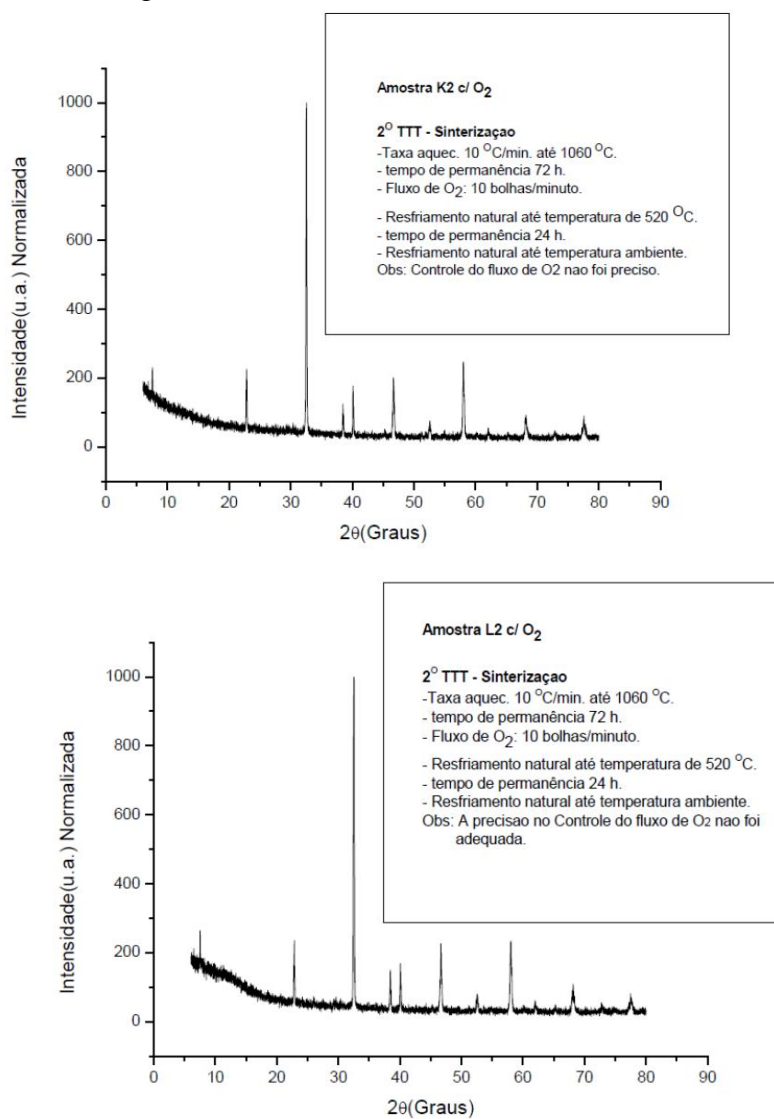 Amostra K2 c/ O2
2O TTT - Sinterizaçao
-Taxa aquec. 10 OC/min. até 1060 OC.
- tempo de permanência 72 h.
- Fluxo de O2: 10 bolhas/minuto.
- Resfriamento natural até temperatura de 520 OC.
- tempo de permanência 24 h.
- Resfriamento natural até temperatura ambiente.
Obs: Controle do fluxo de O2 nao foi preciso.
Intensidade(u.a.) Normalizada
1000
800
600
400
200
0
0 10 20 30 40 50 60 70 80 90
2θ(Graus)
Amostra L2 c/ O2
2O TTT - Sinterizaçao
-Taxa aquec. 10 OC/min. até 1060 OC.
- tempo de permanência 72 h.
- Fluxo de O2: 10 bolhas/minuto.
- Resfriamento natural até temperatura de 520 OC.
- tempo de permanência 24 h.
- Resfriamento natural até temperatura ambiente.
Obs: A precisao no Controle do fluxo de O2 nao foi
adequada.
Intensidade(u.a.) Normalizada
1000
800
600
400
200
0
0 10 20 30 40 50 60 70 80 90
2θ(Graus)